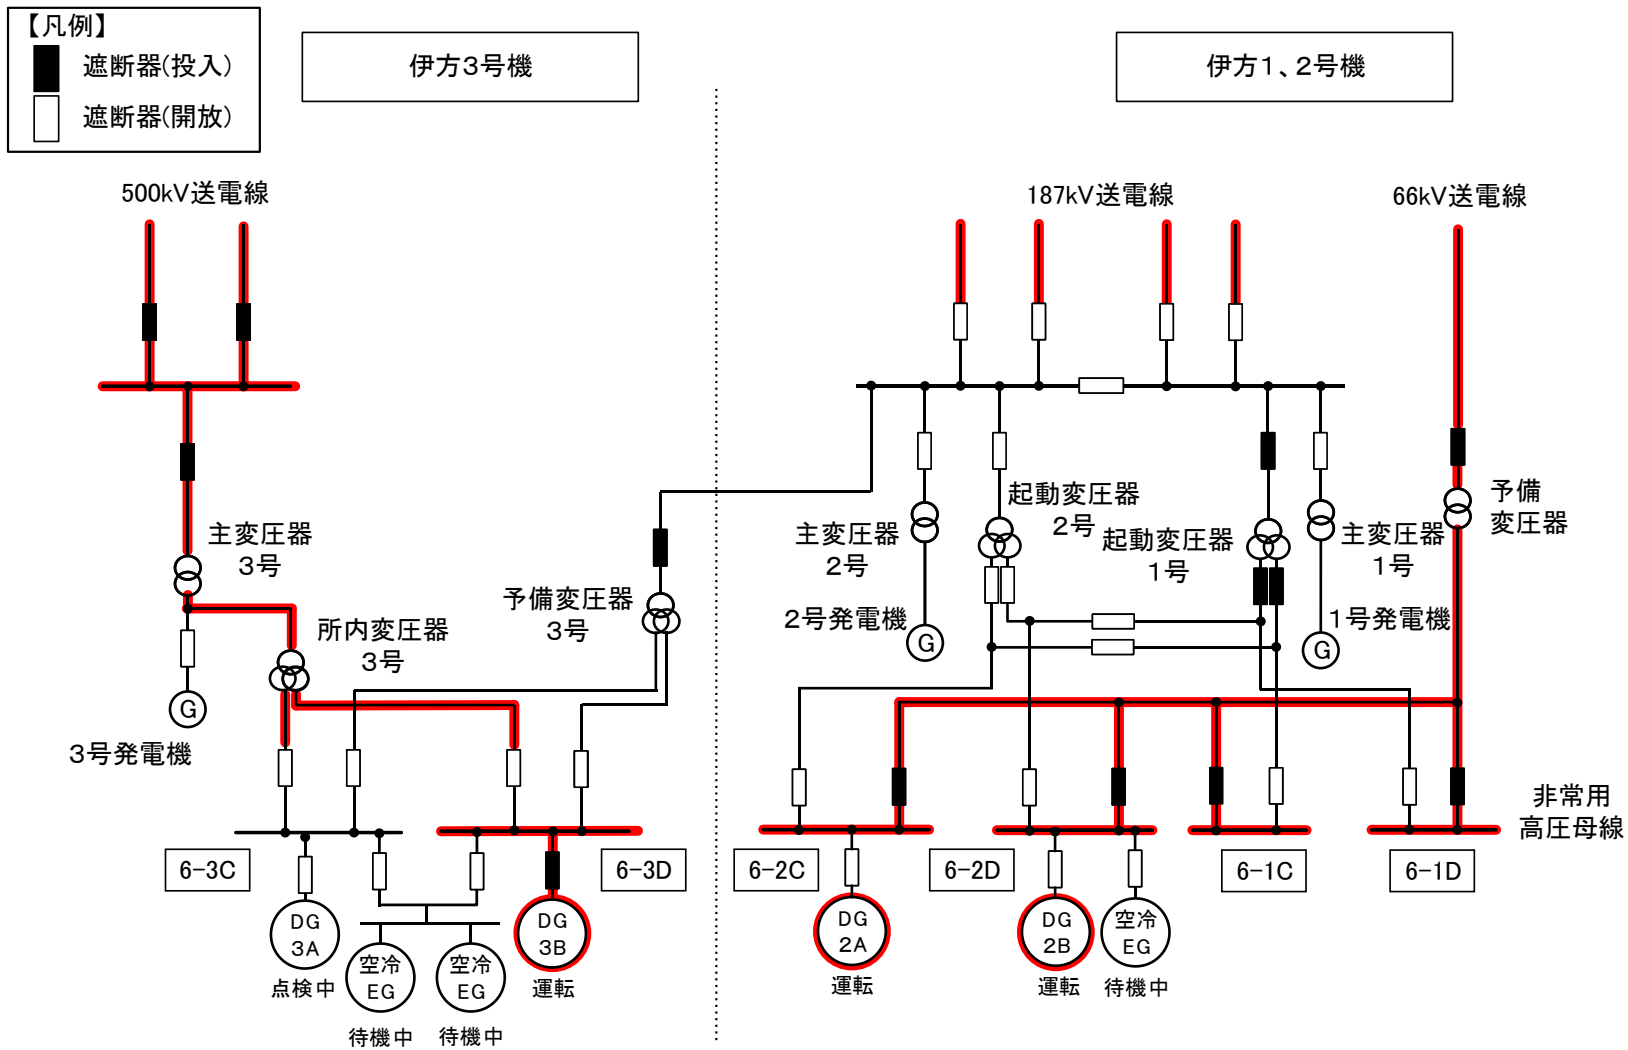 【凡例】
遮断器(投入)
遮断器(開放)
伊方3号機
伊方1、2号機
500kV送電線
187kV送電線
66kV送電線
主変圧器
3号
所内変圧器
3号
予備変圧器
3号
G
3号発電機
主変圧器
2号
起動変圧器
2号
起動変圧器
1号
主変圧器
1号
予備
変圧器
2号発電機
G
1号発電機
G
非常用
高圧母線
6-3C
6-3D
6-2C
6-2D
6-1C
6-1D
DG
3A
点検中
空冷
EG
待機中
空冷
EG
待機中
DG
3B
運転
DG
2A
運転
DG
2B
運転
空冷
EG
待機中